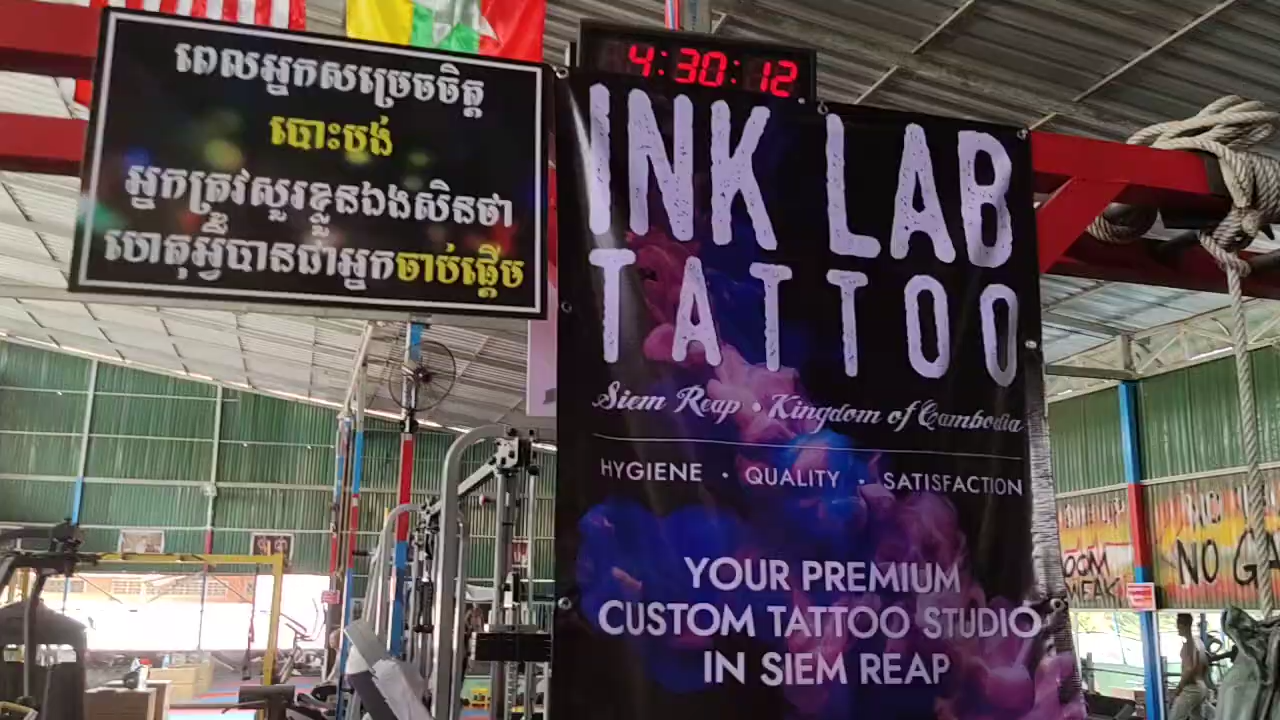 ពេលអ្នកសម្រេចចិត្ត
បោះបង់
អ្នកត្រូវសួរខ្លួនឯងសិនថា
ហេតុអ្វីបានជាអ្នកចាប់ផ្តើម
4:30:12
INK LAB
TATTOO
Siem Reap • Kingdom of Cambodia
HYGIENE • QUALITY • SATISFACTION
YOUR PREMIUM
CUSTOM TATTOO STUDIO
IN SIEM REAP
NO